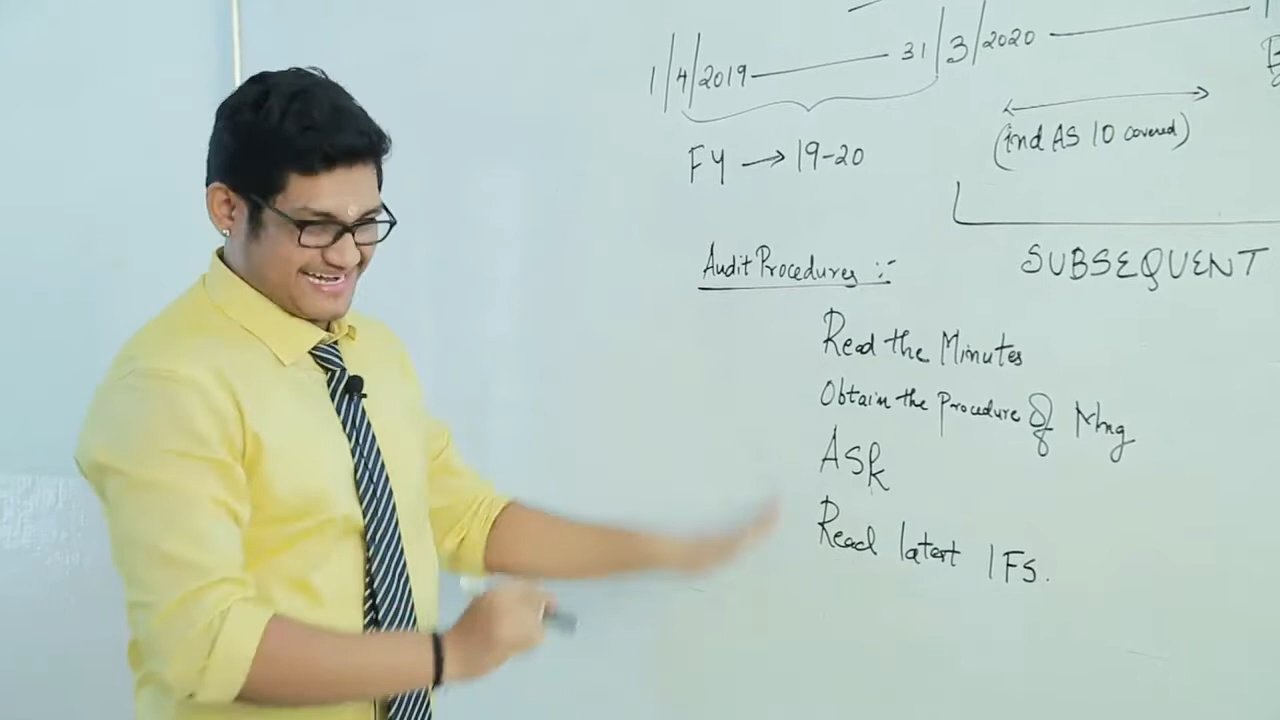 1/4/2019 — 31/3/2020 —
(ind AS 10 covered)
FY → 19-20
SUBSEQUENT
Audit Procedures :-
Read the Minutes
Obtain the Procedure of Mng
ASk
Read latest IFS.